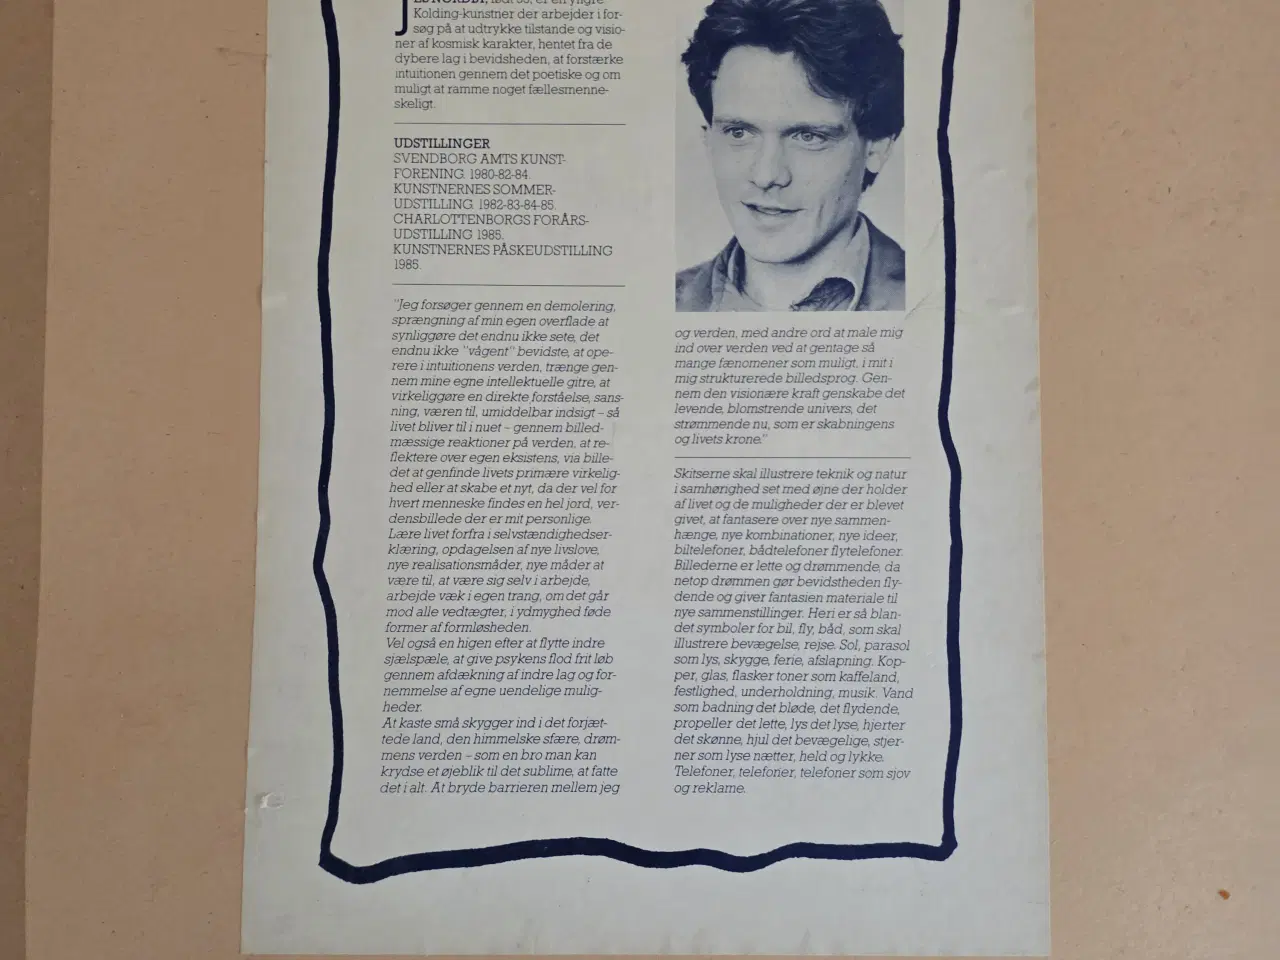 Kolding-kunstner der arbejder i for-
søg på at udtrykke tilstande og visio-
ner af kosmisk karakter, hentet fra de
dybere lag i bevidsheden, at forstærke
intuitionen gennem det poetiske og om
muligt at ramme noget fællesmenne-
skeligt.
UDSTILLINGER
SVENDBORG AMTS KUNST-
FORENING. 1980-82-84.
KUNSTNERNES SOMMER-
UDSTILLING. 1982-83-84-85.
CHARLOTTENBORGS FORÅRS-
UDSTILLING 1985.
KUNSTNERNES PÅSKEUDSTILLING
1985.
"Jeg forsøger gennem en demolering,
sprængning af min egen overflade at
synliggøre det endnu ikke sete, det
endnu ikke "vågent" bevidste, at ope-
rere i intuitionens verden, trænge gen-
nem mine egne intellektuelle gitre, at
virkeliggøre en direkte forståelse, sans-
ning, væren til, umiddelbar indsigt – så
livet bliver til i nuet – gennem billed-
mæssige reaktioner på verden, at re-
flektere over egen eksistens, via bille-
det at genfinde livets primære virkelig-
hed eller at skabe et nyt, da der vel for
hvert menneske findes en hel jord, ver-
densbillede der er mit personlige.
Lære livet forfra i selvstændighedser-
klæring, opdagelsen af nye livslove,
nye realisationsmåder, nye måder at
være til, at være sig selv i arbejde,
arbejde væk i egen trang, om det går
mod alle vedtægter, i ydmyghed føde
former af formløsheden.
Vel også en higen efter at flytte indre
sjælspæle, at give psykens flod frit løb
gennem afdækning af indre lag og for-
nemmelse af egne uendelige mulig-
heder.
At kaste små skygger ind i det forjæt-
tede land, den himmelske sfære, drøm-
mens verden – som en bro man kan
krydse et øjeblik til det sublime, at fatte
det i alt. At bryde barrieren mellem jeg
og verden, med andre ord at male mig
ind over verden ved at gentage så
mange fænomener som muligt, i mit i
mig strukturerede billedsprog. Gen-
nem den visionære kraft genskabe det
levende, blomstrende univers, det
strømmende nu, som er skabningens
og livets krone."
Skitserne skal illustrere teknik og natur
i samhørighed set med øjne der holder
af livet og de muligheder der er blevet
givet, at fantasere over nye sammen-
hænge, nye kombinationer, nye ideer,
biltelefoner, bådtelefoner flytelefoner.
Billederne er lette og drømmende, da
netop drømmen gør bevidstheden fly-
dende og giver fantasien materiale til
nye sammenstillinger. Heri er så blan-
det symboler for bil, fly, båd, som skal
illustrere bevægelse, rejse. Sol, parasol
som lys, skygge, ferie, afslapning. Kop-
per, glas, flasker toner som kaffeland,
festlighed, underholdning, musik. Vand
som badning det bløde, det flydende,
propeller det lette, lys det lyse, hjerter
det skønne, hjul det bevægelige, stjer-
ner som lyse nætter, held og lykke.
Telefoner, telefoner, telefoner som sjov
og reklame.